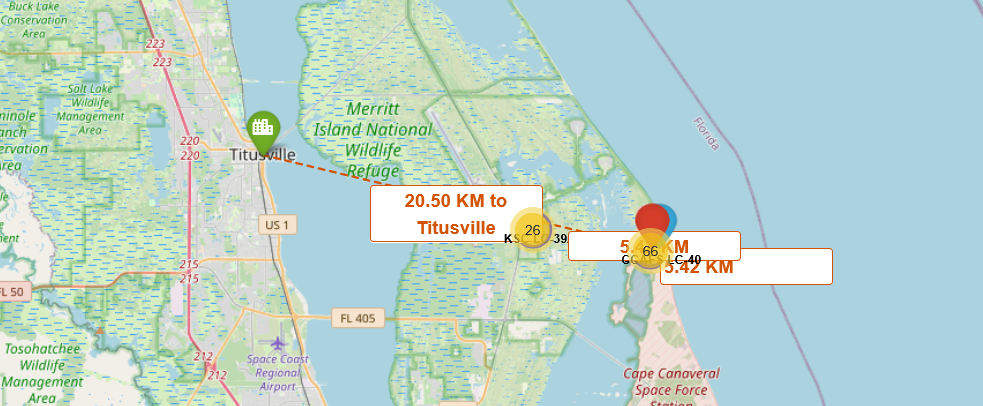 Buck Lake
Conservation
Area
223
223
Salt Lake
Wildlife
Management
Area
220
220
Titusville
Merritt
Island National
Wildlife
Refuge
Florida
20.50 KM to
Titusville
26
66
KM
5.42 KM
US 1
215
215
FL 50
FL 405
212
212
Space Coast
Regional
Airport
Tosohatchee
Wildlife
Management
Area
Cape Canaveral
Space Force
Station